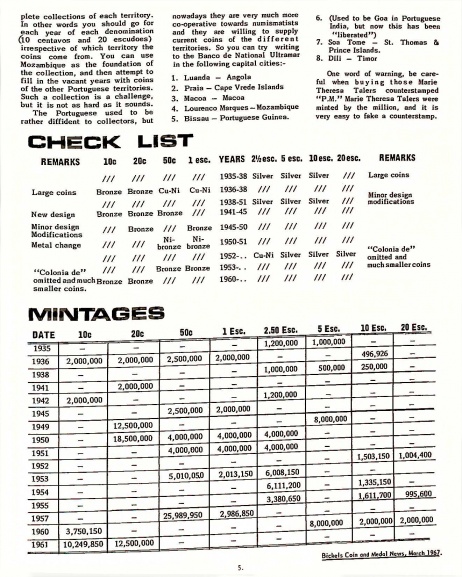 plete collections of each territory.
In other words you should go for
each year of each denomination
(10 centavos and 20 escudos)
irrespective of which territory the
coins come from. You can use
Mozambique as the foundation of
the collection, and then attempt to
fill in the vacant years with coins
of the other Portuguese territories.
Such a collection is a challenge,
but it is not as hard as it sounds.
The Portuguese used to be
rather diffident to collectors, but
nowadays they are very much more
co-operative towards numismatists
and they are willing to supply
current coins of the different
territories. So you can try writing
to the Banco de National Ultramar
in the following capital cities:-
1. Luanda – Angola
2. Praia – Cape Vrede Islands
3. Macoa – Macoa
4. Lourenco Marques – Mozambique
5. Bissau – Portuguese Guinea.
6. (Used to be Goa in Portuguese
India, but now this has been
"liberated")
7. Soa Tome – St. Thomas &
Prince Islands.
8. Dili – Timor
One word of warning, be care-
ful when buying those Marie
Theresa Talers counterstamped
"P.M." Marie Theresa Talers were
minted by the million, and it is
very easy to fake a counterstamp.
CHECK LIST
REMARKS 10c 20c 50c 1 esc. YEARS 2½esc. 5 esc. 10esc. 20esc. REMARKS
/// /// /// /// 1935-38 Silver Silver Silver /// Large coins
Large coins Bronze Bronze Cu-Ni Cu-Ni 1936-38 /// /// /// /// Minor design
/// /// /// /// 1938-51 Silver Silver Silver /// modifications
New design Bronze Bronze Bronze /// 1941-45 /// /// /// ///
Minor design /// Bronze /// Bronze 1945-50 /// /// /// ///
Modifications
Metal change /// /// Ni-bronze Ni-bronze 1950-51 /// /// /// ///
/// /// /// /// 1952-.. Cu-Ni Silver Silver Silver "Colonia de" omitted and much smaller coins
"Colonia de" /// /// Bronze Bronze 1953-.. /// /// /// ///
omitted and much Bronze Bronze /// /// 1960-.. /// /// /// ///
smaller coins.
MINTAGES
DATE 10c 20c 50c 1 Esc. 2.50 Esc. 5 Esc. 10 Esc. 20 Esc.
1935 – – – – 1,200,000 1,000,000 – –
1936 2,000,000 2,000,000 2,500,000 2,000,000 – – 496,926 –
1938 – – – – 1,000,000 500,000 250,000 –
1941 – 2,000,000 – – – – – –
1942 2,000,000 – – – 1,200,000 – – –
1945 – – 2,500,000 2,000,000 – – – –
1949 – 12,500,000 – – – 8,000,000 – –
1950 – 18,500,000 4,000,000 4,000,000 4,000,000 – – –
1951 – – 4,000,000 4,000,000 4,000,000 – – –
1952 – – – – – – 1,503,150 1,004,400
1953 – – 5,010,050 2,013,150 6,008,150 – – –
1954 – – – – 6,111,200 – 1,335,150 –
1955 – – – – 3,380,650 – 1,611,700 995,600
1957 – – 25,989,950 2,986,850 – – – –
1960 3,750,150 – – – – 8,000,000 2,000,000 2,000,000
1961 10,249,850 12,500,000 – – – – – –
Bickels Coin and Medal News, March 1967.
5.